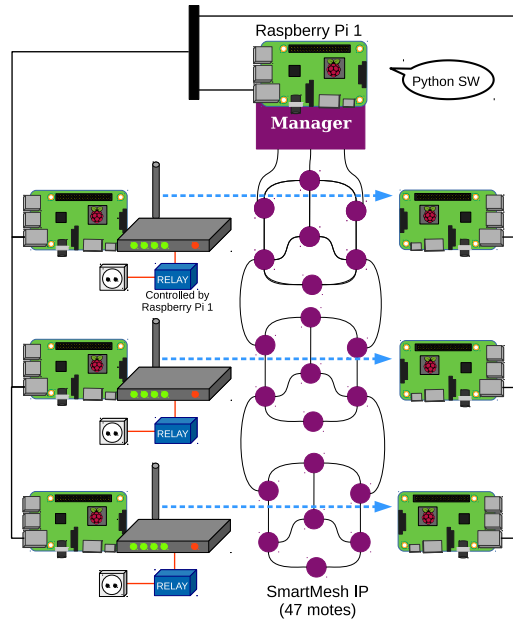 Raspberry Pi 1
Python SW
Manager
RELAY
Controlled by
Raspberry Pi 1
RELAY
RELAY
SmartMesh IP
(47 motes)